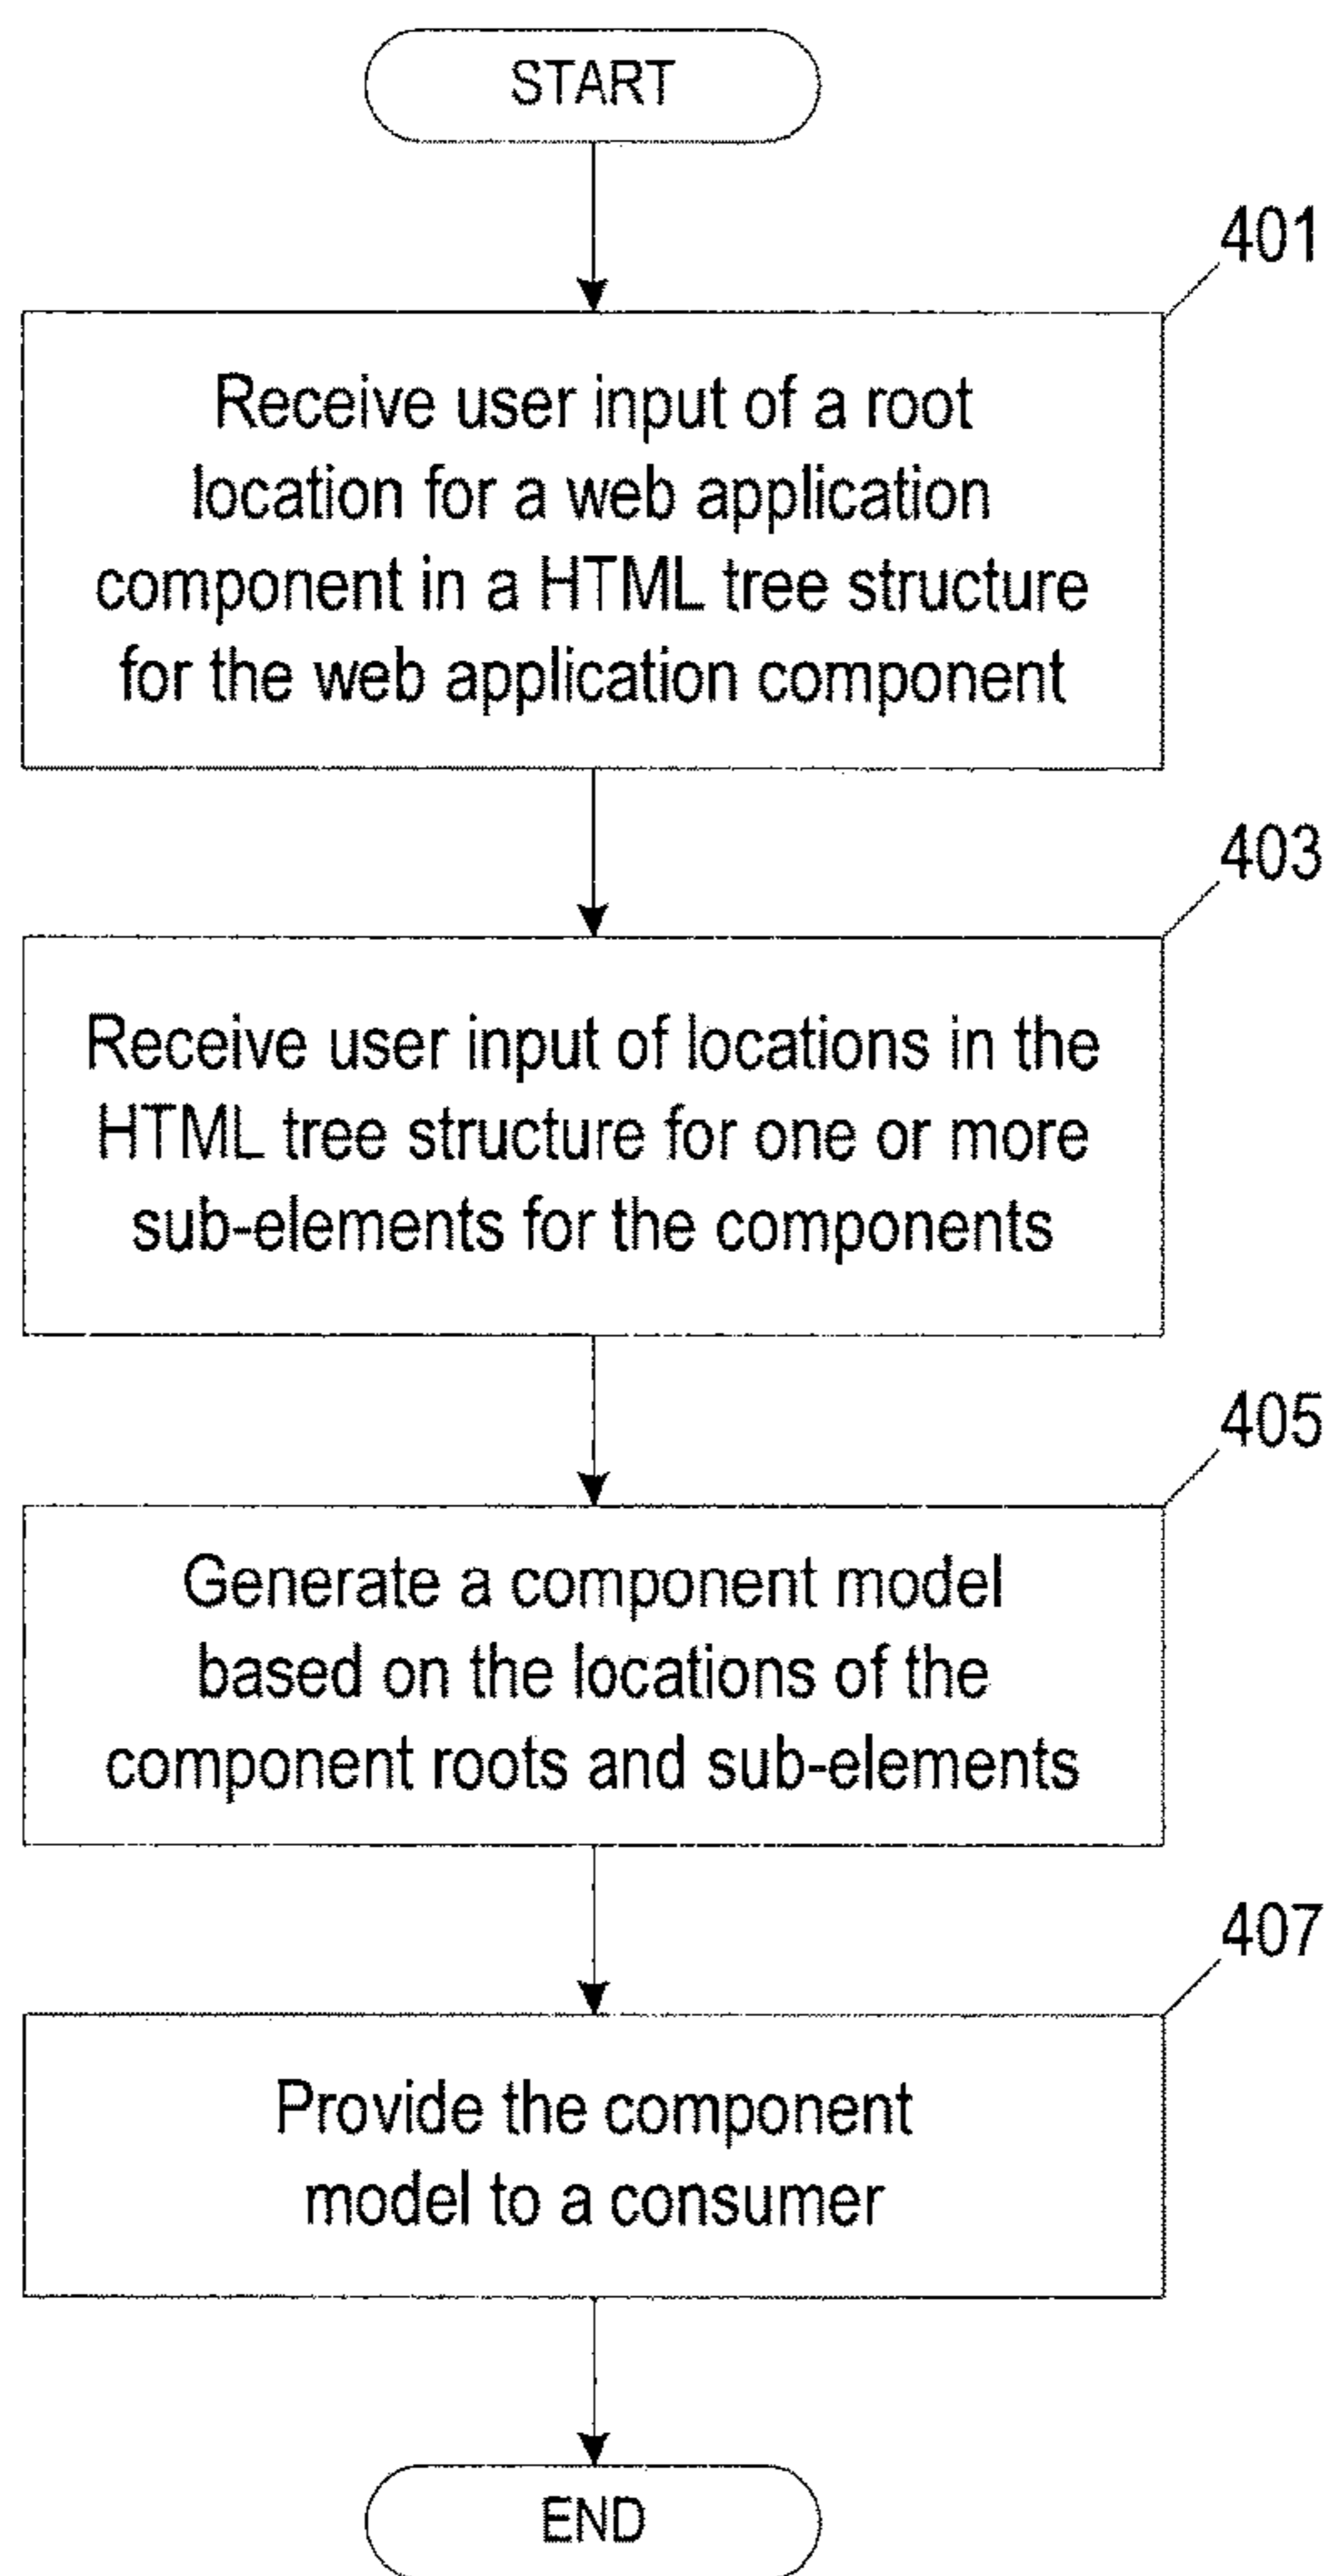 START
401
Receive user input of a root
location for a web application
component in a HTML tree structure
for the web application component
403
Receive user input of locations in the
HTML tree structure for one or more
sub-elements for the components
405
Generate a component model
based on the locations of the
component roots and sub-elements
407
Provide the component
model to a consumer
END